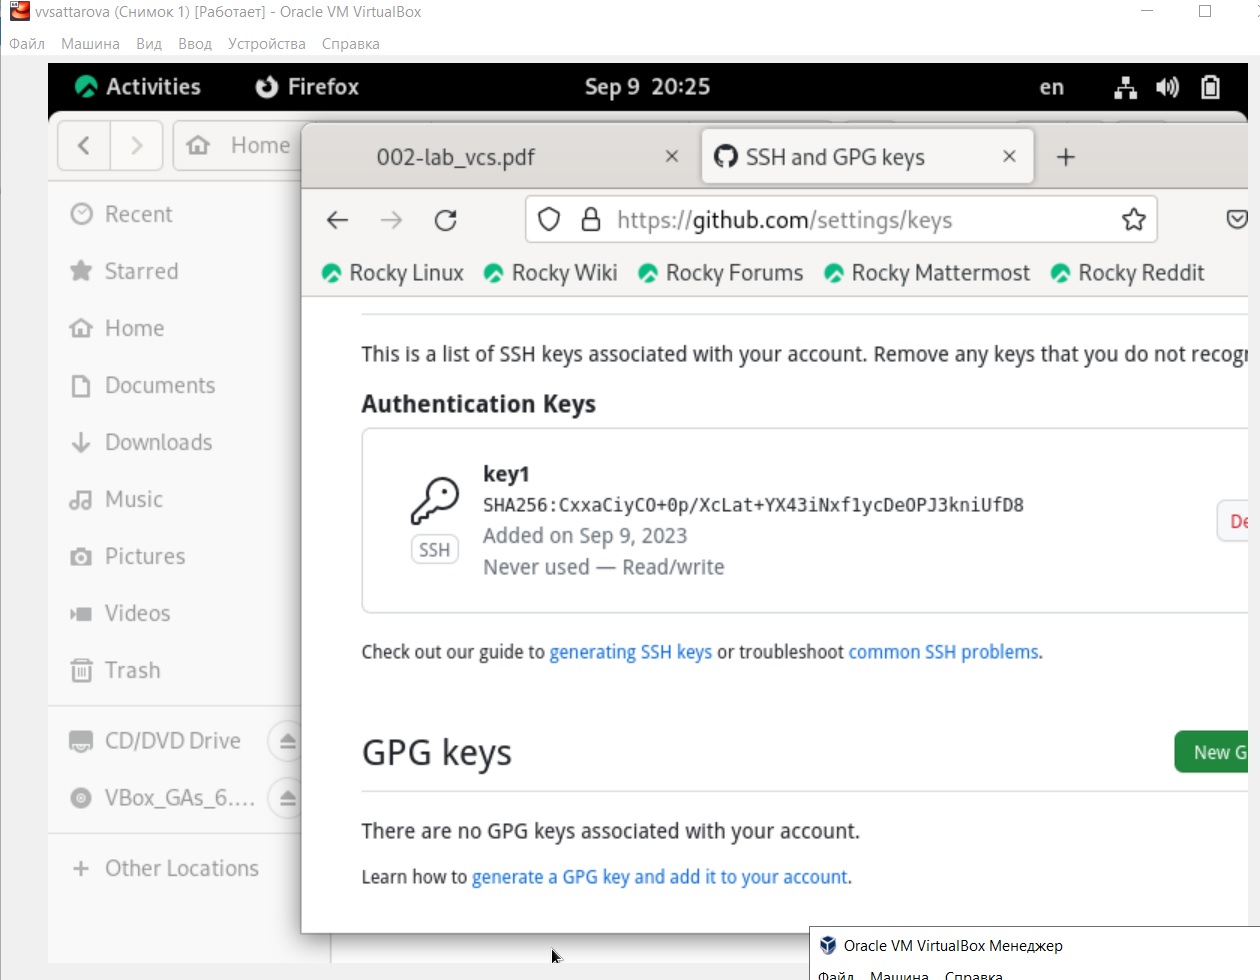 vvsattarova (Снимок 1) [Работает] - Oracle VM VirtualBox
Файл Машина Вид Ввод Устройства Справка
Activities Firefox Sep 9 20:25 en
Home
002-lab_vcs.pdf SSH and GPG keys
https://github.com/settings/keys
Rocky Linux Rocky Wiki Rocky Forums Rocky Mattermost Rocky Reddit
Recent
Starred
Home
Documents
Downloads
Music
Pictures
Videos
Trash
CD/DVD Drive
VBox_GAs_6....
Other Locations
This is a list of SSH keys associated with your account. Remove any keys that you do not recogn
Authentication Keys
key1
SHA256:CxxaCiyCO+0p/XcLat+YX43iNxf1ycDeOPJ3kniUfD8
Added on Sep 9, 2023
Never used — Read/write
SSH
De
Check out our guide to generating SSH keys or troubleshoot common SSH problems.
GPG keys
New G
There are no GPG keys associated with your account.
Learn how to generate a GPG key and add it to your account.
Oracle VM VirtualBox Менеджер
Файл Машина Справка